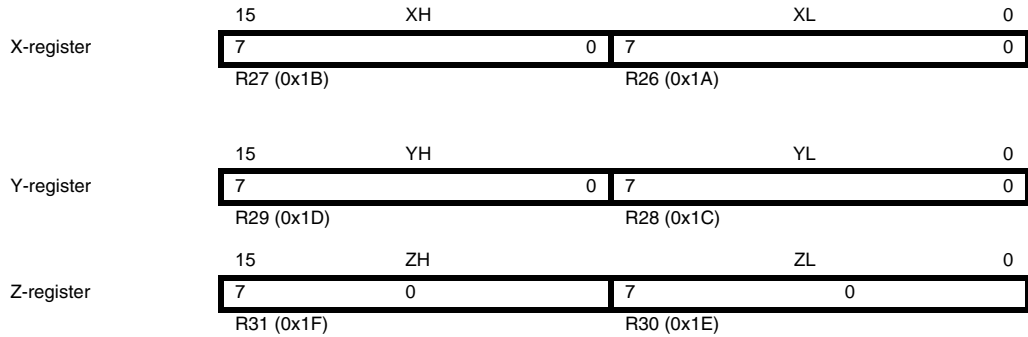 15 XH XL 0
X-register 7 0 7 0
R27 (0x1B) R26 (0x1A)
15 YH YL 0
Y-register 7 0 7 0
R29 (0x1D) R28 (0x1C)
15 ZH ZL 0
Z-register 7 0 7 0
R31 (0x1F) R30 (0x1E)